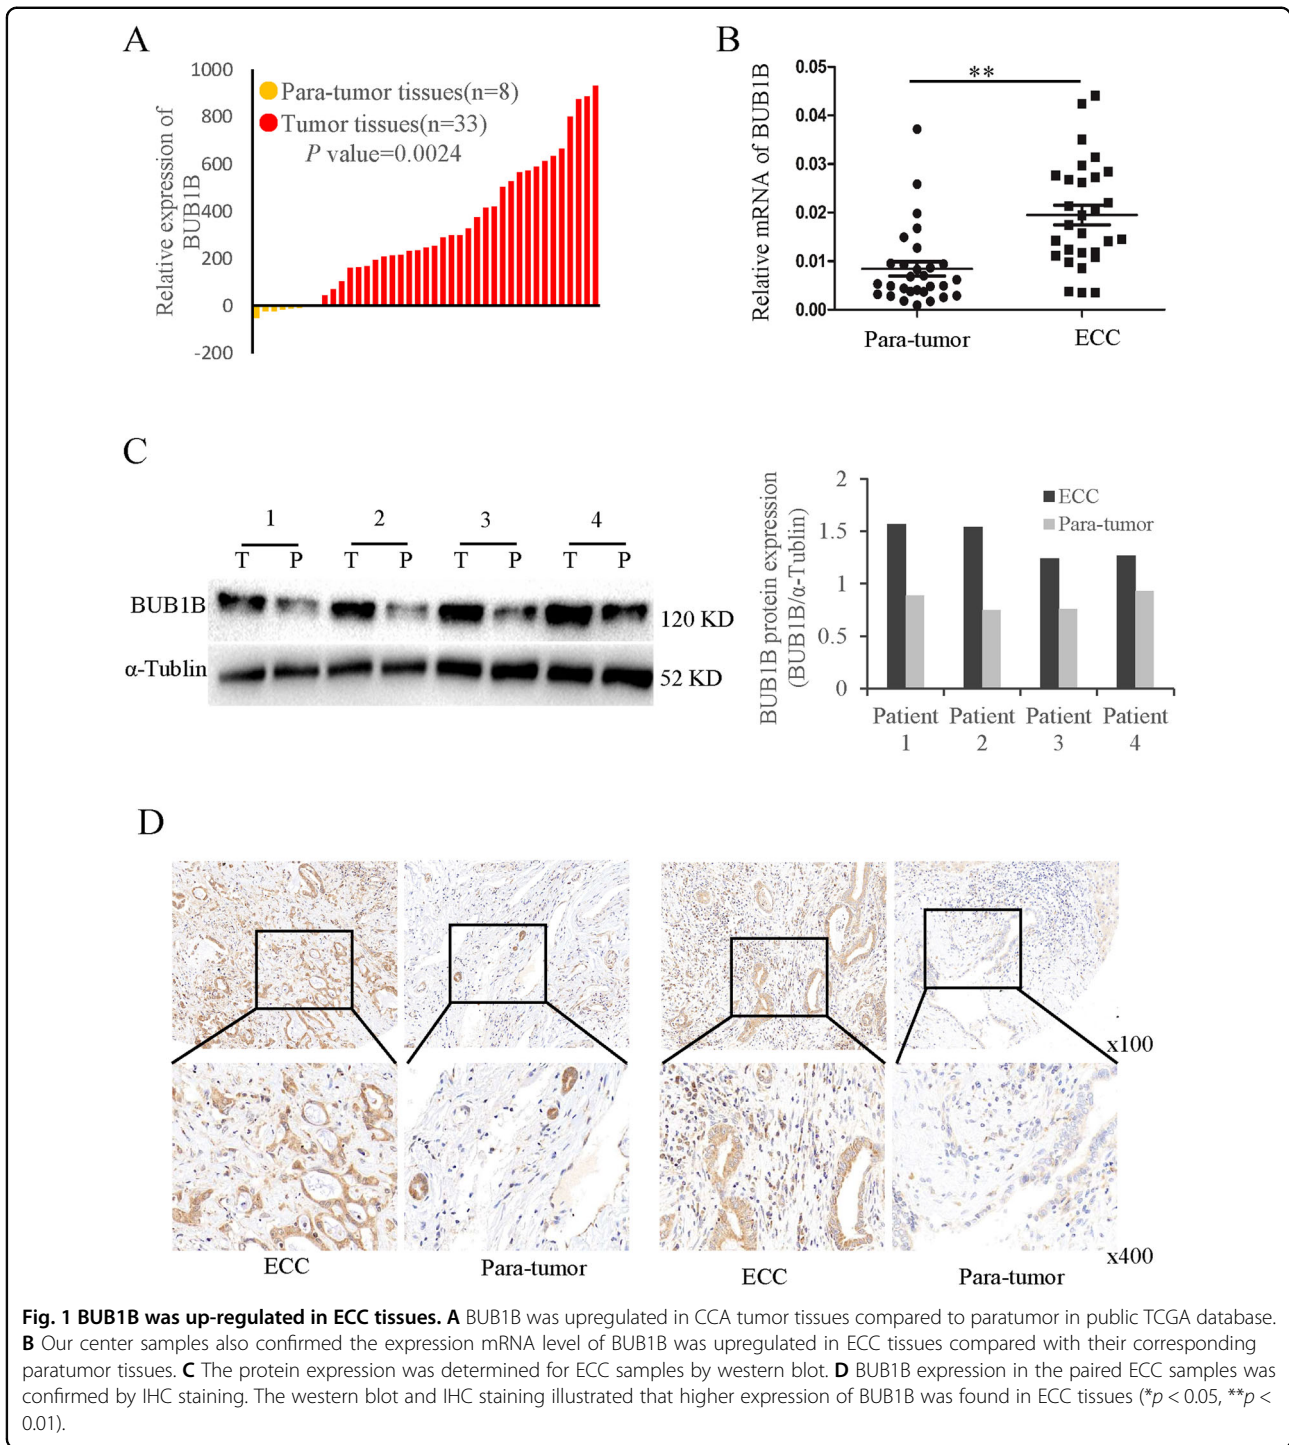 A
Relative expression of
BUB1B
1000
800
600
400
200
0
-200
Para-tumor tissues(n=8)
Tumor tissues(n=33)
P value=0.0024
B
Relative mRNA of BUB1B
0.05
0.04
0.03
0.02
0.01
0.00
**
Para-tumor
ECC
C
1
2
3
4
T
P
T
P
T
P
T
P
BUB1B
120 KD
α-Tublin
52 KD
BUB1B protein expression
(BUB1B/α-Tublin)
2
1.5
1
0.5
0
ECC
Para-tumor
Patient
1
Patient
2
Patient
3
Patient
4
D
x100
x400
ECC
Para-tumor
ECC
Para-tumor
Fig. 1 BUB1B was up-regulated in ECC tissues. A BUB1B was upregulated in CCA tumor tissues compared to paratumor in public TCGA database.
B Our center samples also confirmed the expression mRNA level of BUB1B was upregulated in ECC tissues compared with their corresponding
paratumor tissues. C The protein expression was determined for ECC samples by western blot. D BUB1B expression in the paired ECC samples was
confirmed by IHC staining. The western blot and IHC staining illustrated that higher expression of BUB1B was found in ECC tissues (*p < 0.05, **p <
0.01).